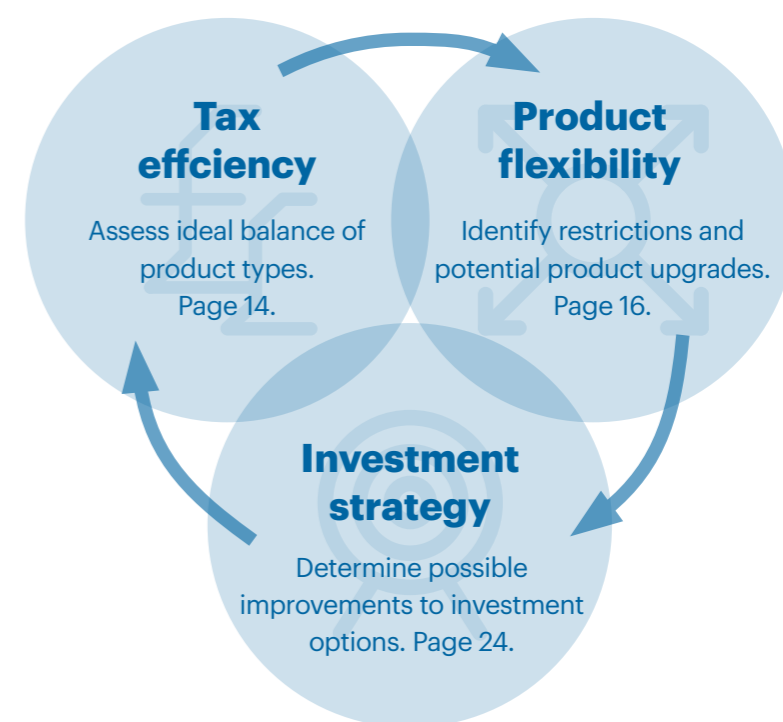 Tax
effciency
Assess ideal balance of
product types.
Page 14.
Product
flexibility
Identify restrictions and
potential product upgrades.
Page 16.
Investment
strategy
Determine possible
improvements to investment
options. Page 24.